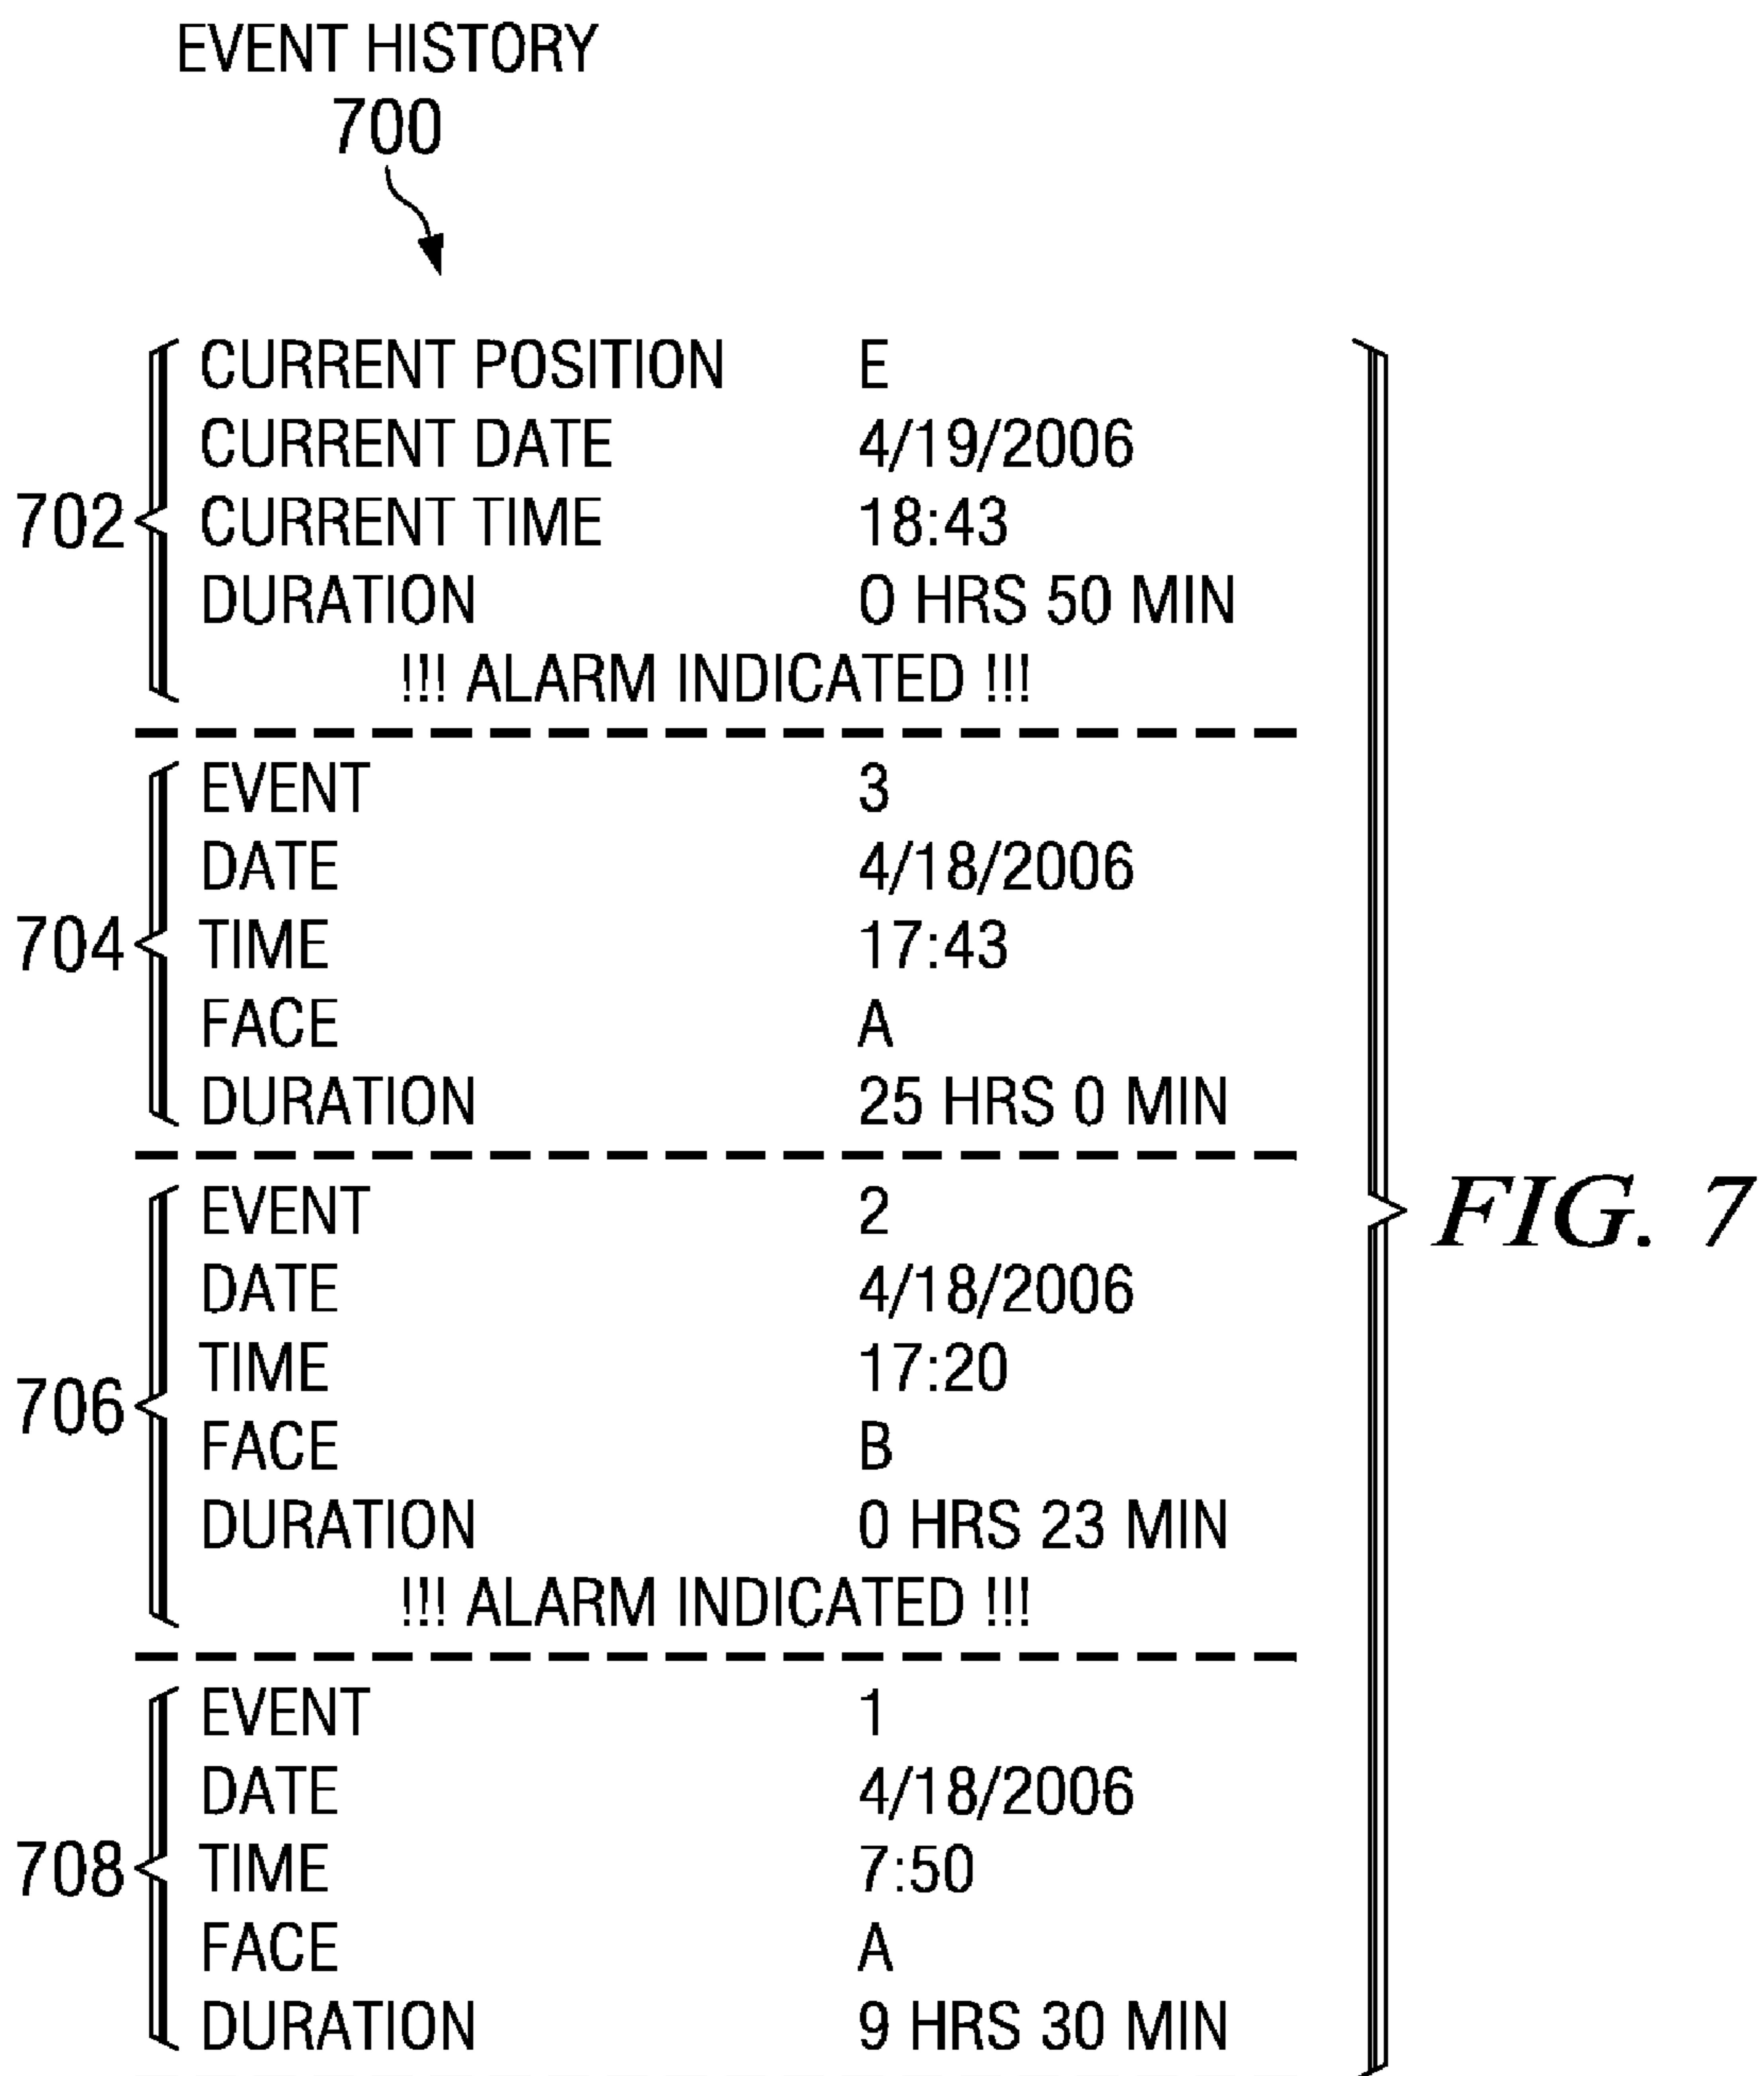 EVENT HISTORY
700
702
CURRENT POSITION E
CURRENT DATE 4/19/2006
CURRENT TIME 18:43
DURATION O HRS 50 MIN
!!! ALARM INDICATED !!!
704
EVENT 3
DATE 4/18/2006
TIME 17:43
FACE A
DURATION 25 HRS 0 MIN
706
EVENT 2
DATE 4/18/2006
TIME 17:20
FACE B
DURATION 0 HRS 23 MIN
!!! ALARM INDICATED !!!
708
EVENT 1
DATE 4/18/2006
TIME 7:50
FACE A
DURATION 9 HRS 30 MIN
FIG. 7